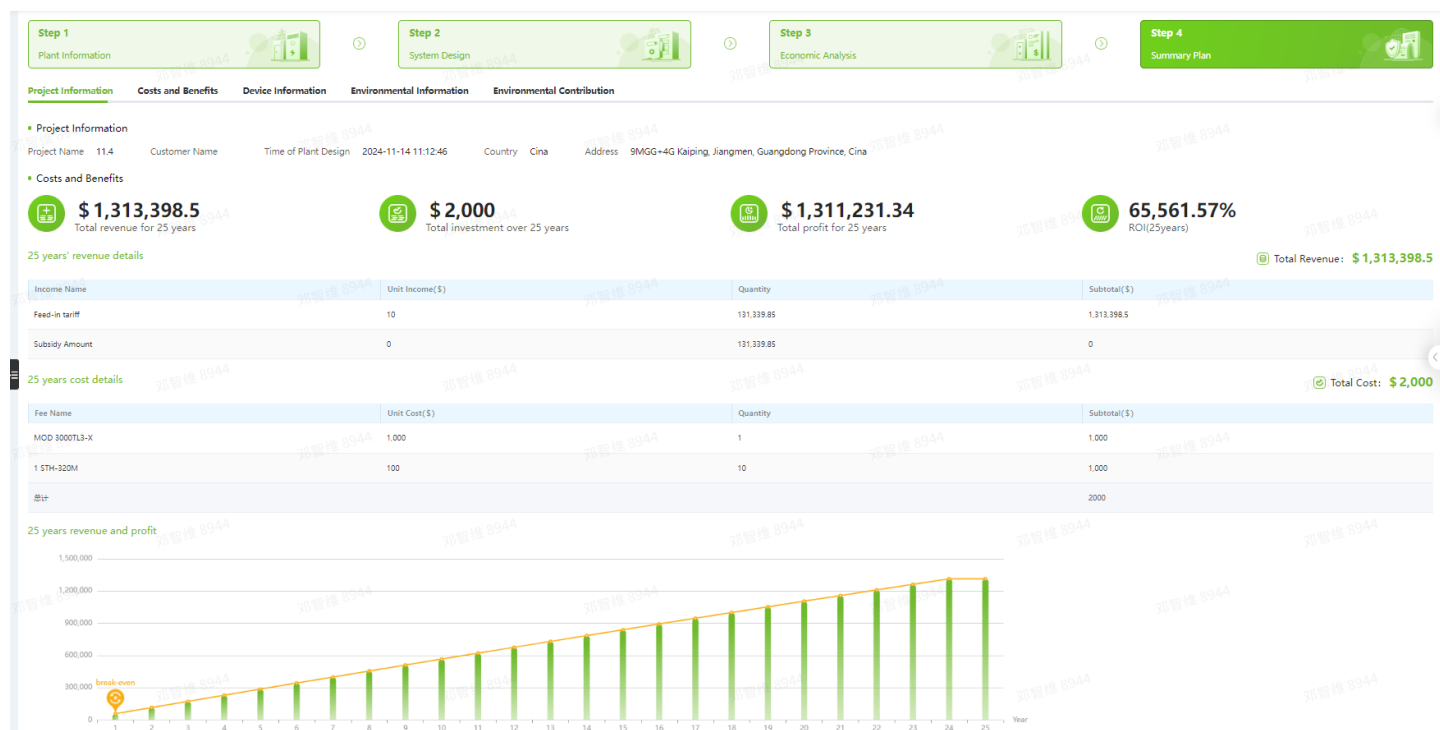 Step 1
Plant Information
Step 2
System Design
Step 3
Economic Analysis
Step 4
Summary Plan
Project Information Costs and Benefits Device Information Environmental Information Environmental Contribution
Project Information
Project Name 11.4 Customer Name Time of Plant Design 2024-11-14 11:12:46 Country Cina Address 9MGG+4G Kaiping, Jiangmen, Guangdong Province, Cina
Costs and Benefits
$ 1,313,398.5
Total revenue for 25 years
$ 2,000
Total investment over 25 years
$ 1,311,231.34
Total profit for 25 years
65,561.57%
ROI(25years)
25 years' revenue details
Total Revenue: $ 1,313,398.5
Income Name Unit Income($) Quantity Subtotal($)
Feed-in tariff 10 131,339.85 1,313,398.5
Subsidy Amount 0 131,339.85 0
25 years cost details
Total Cost: $ 2,000
Fee Name Unit Cost($) Quantity Subtotal($)
MOD 3000TL3-X 1,000 1 1,000
1 STH-320M 100 10 1,000
总计 2000
25 years revenue and profit
1,500,000
1,200,000
900,000
600,000
300,000
break-even
0
1 2 3 4 5 6 7 8 9 10 11 12 13 14 15 16 17 18 19 20 21 22 23 24 25 Year
邓智维 8944